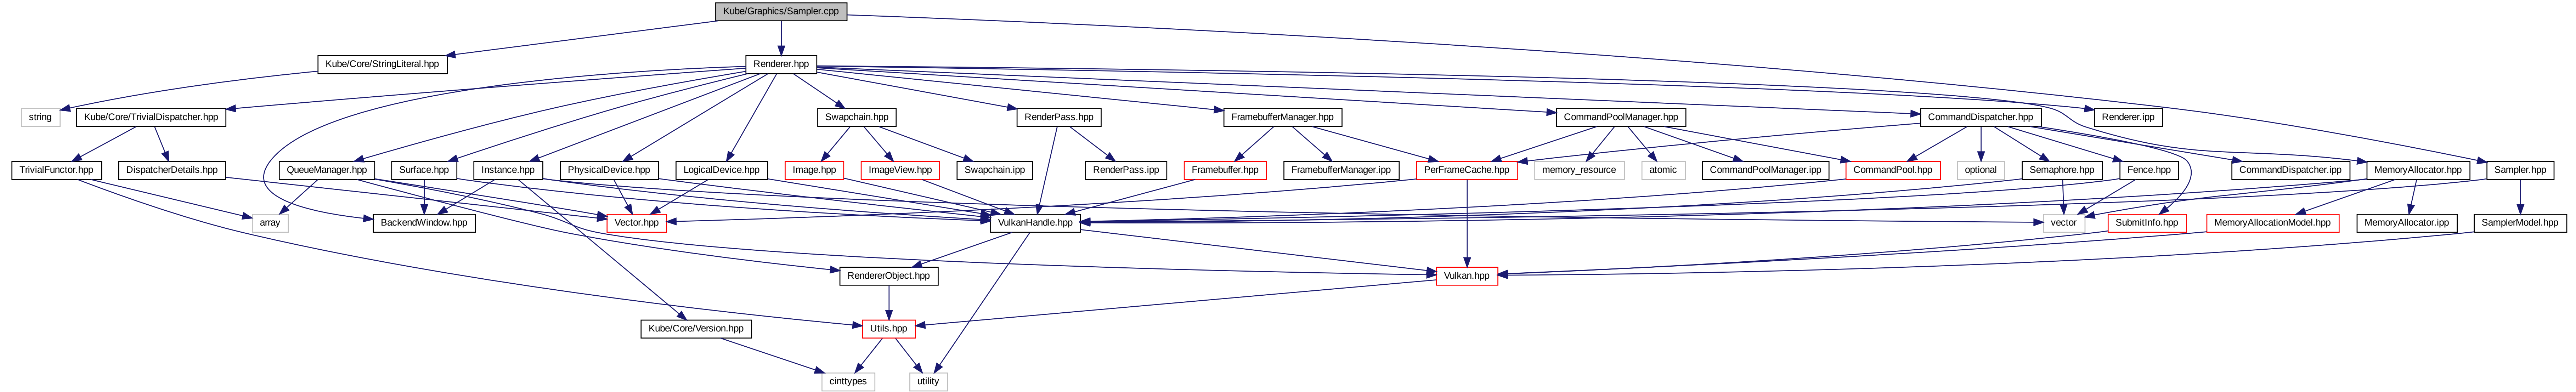 Kube/Graphics/Sampler.cpp
Kube/Core/StringLiteral.hpp
Renderer.hpp
string
Kube/Core/TrivialDispatcher.hpp
Swapchain.hpp
RenderPass.hpp
FramebufferManager.hpp
CommandPoolManager.hpp
CommandDispatcher.hpp
Renderer.ipp
TrivialFunctor.hpp
DispatcherDetails.hpp
QueueManager.hpp
Surface.hpp
Instance.hpp
PhysicalDevice.hpp
LogicalDevice.hpp
Image.hpp
ImageView.hpp
Swapchain.ipp
RenderPass.ipp
Framebuffer.hpp
FramebufferManager.ipp
PerFrameCache.hpp
memory_resource
atomic
CommandPoolManager.ipp
CommandPool.hpp
optional
Semaphore.hpp
Fence.hpp
CommandDispatcher.ipp
MemoryAllocator.hpp
Sampler.hpp
array
BackendWindow.hpp
Vector.hpp
VulkanHandle.hpp
vector
SubmitInfo.hpp
MemoryAllocationModel.hpp
MemoryAllocator.ipp
SamplerModel.hpp
RendererObject.hpp
Vulkan.hpp
Kube/Core/Version.hpp
Utils.hpp
cinttypes
utility